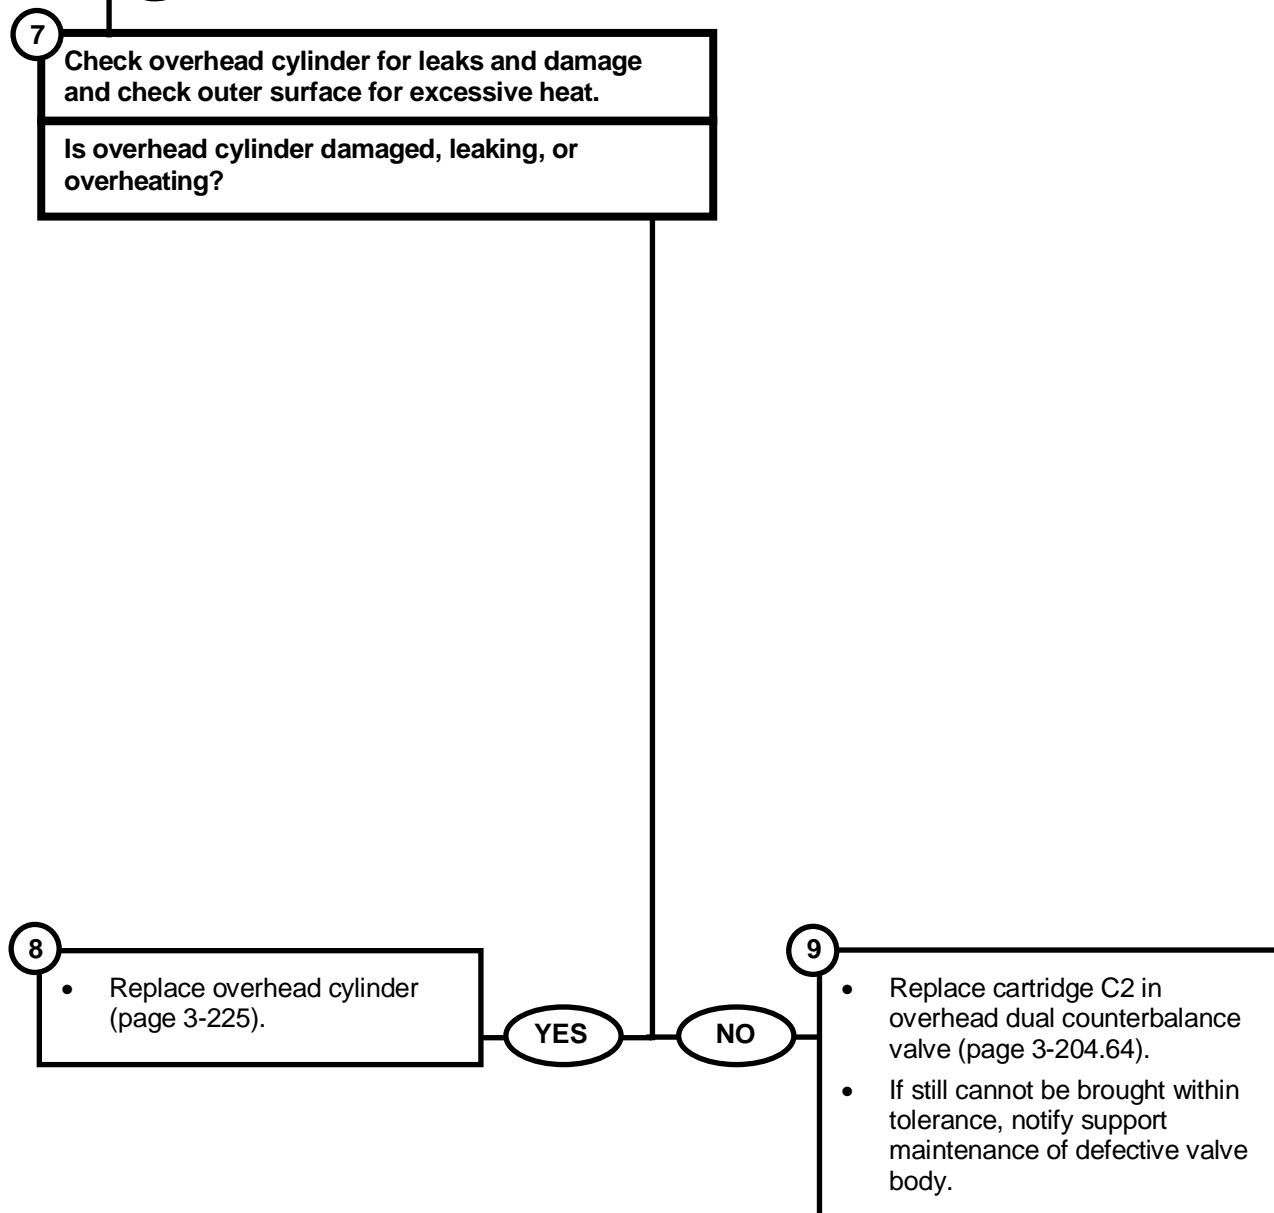 7
Check overhead cylinder for leaks and damage
and check outer surface for excessive heat.
Is overhead cylinder damaged, leaking, or
overheating?
8
• Replace overhead cylinder
(page 3-225).
YES
NO
9
• Replace cartridge C2 in
overhead dual counterbalance
valve (page 3-204.64).
• If still cannot be brought within
tolerance, notify support
maintenance of defective valve
body.